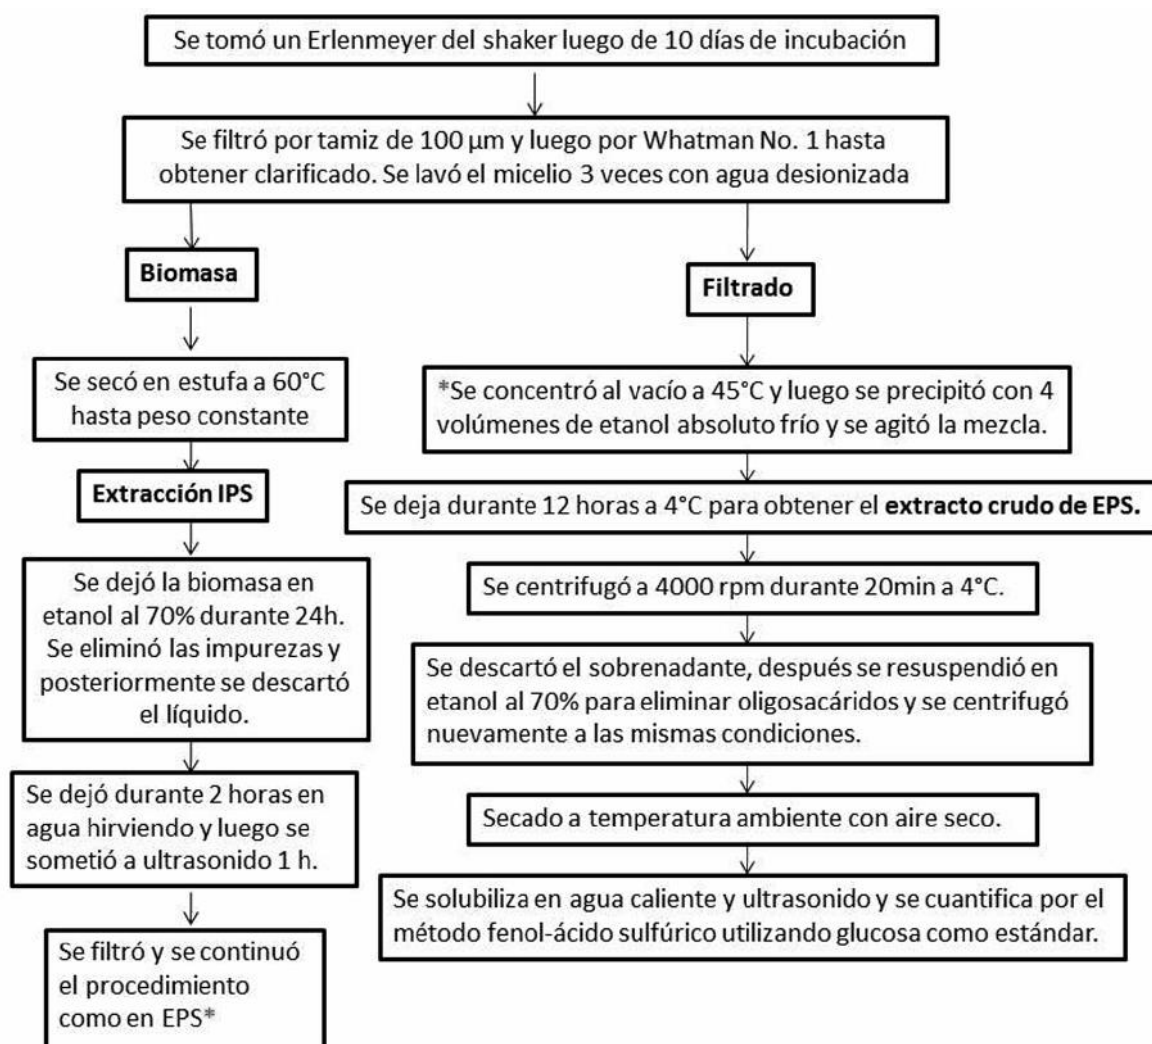 Se tomó un Erlenmeyer del shaker luego de 10 días de incubación
Se filtró por tamiz de 100 µm y luego por Whatman No. 1 hasta
obtener clarificado. Se lavó el micelio 3 veces con agua desionizada
Biomasa
Se secó en estufa a 60°C
hasta peso constante
Extracción IPS
Se dejó la biomasa en
etanol al 70% durante 24h.
Se eliminó las impurezas y
posteriormente se descartó
el líquido.
Se dejó durante 2 horas en
agua hirviendo y luego se
sometió a ultrasonido 1 h.
Se filtró y se continuó
el procedimiento
como en EPS*
Filtrado
*Se concentró al vacío a 45°C y luego se precipitó con 4
volúmenes de etanol absoluto frío y se agitó la mezcla.
Se deja durante 12 horas a 4°C para obtener el extracto crudo de EPS.
Se centrifugó a 4000 rpm durante 20min a 4°C.
Se descartó el sobrenadante, después se resuspendió en
etanol al 70% para eliminar oligosacáridos y se centrifugó
nuevamente a las mismas condiciones.
Secado a temperatura ambiente con aire seco.
Se solubiliza en agua caliente y ultrasonido y se cuantifica por el
método fenol-ácido sulfúrico utilizando glucosa como estándar.